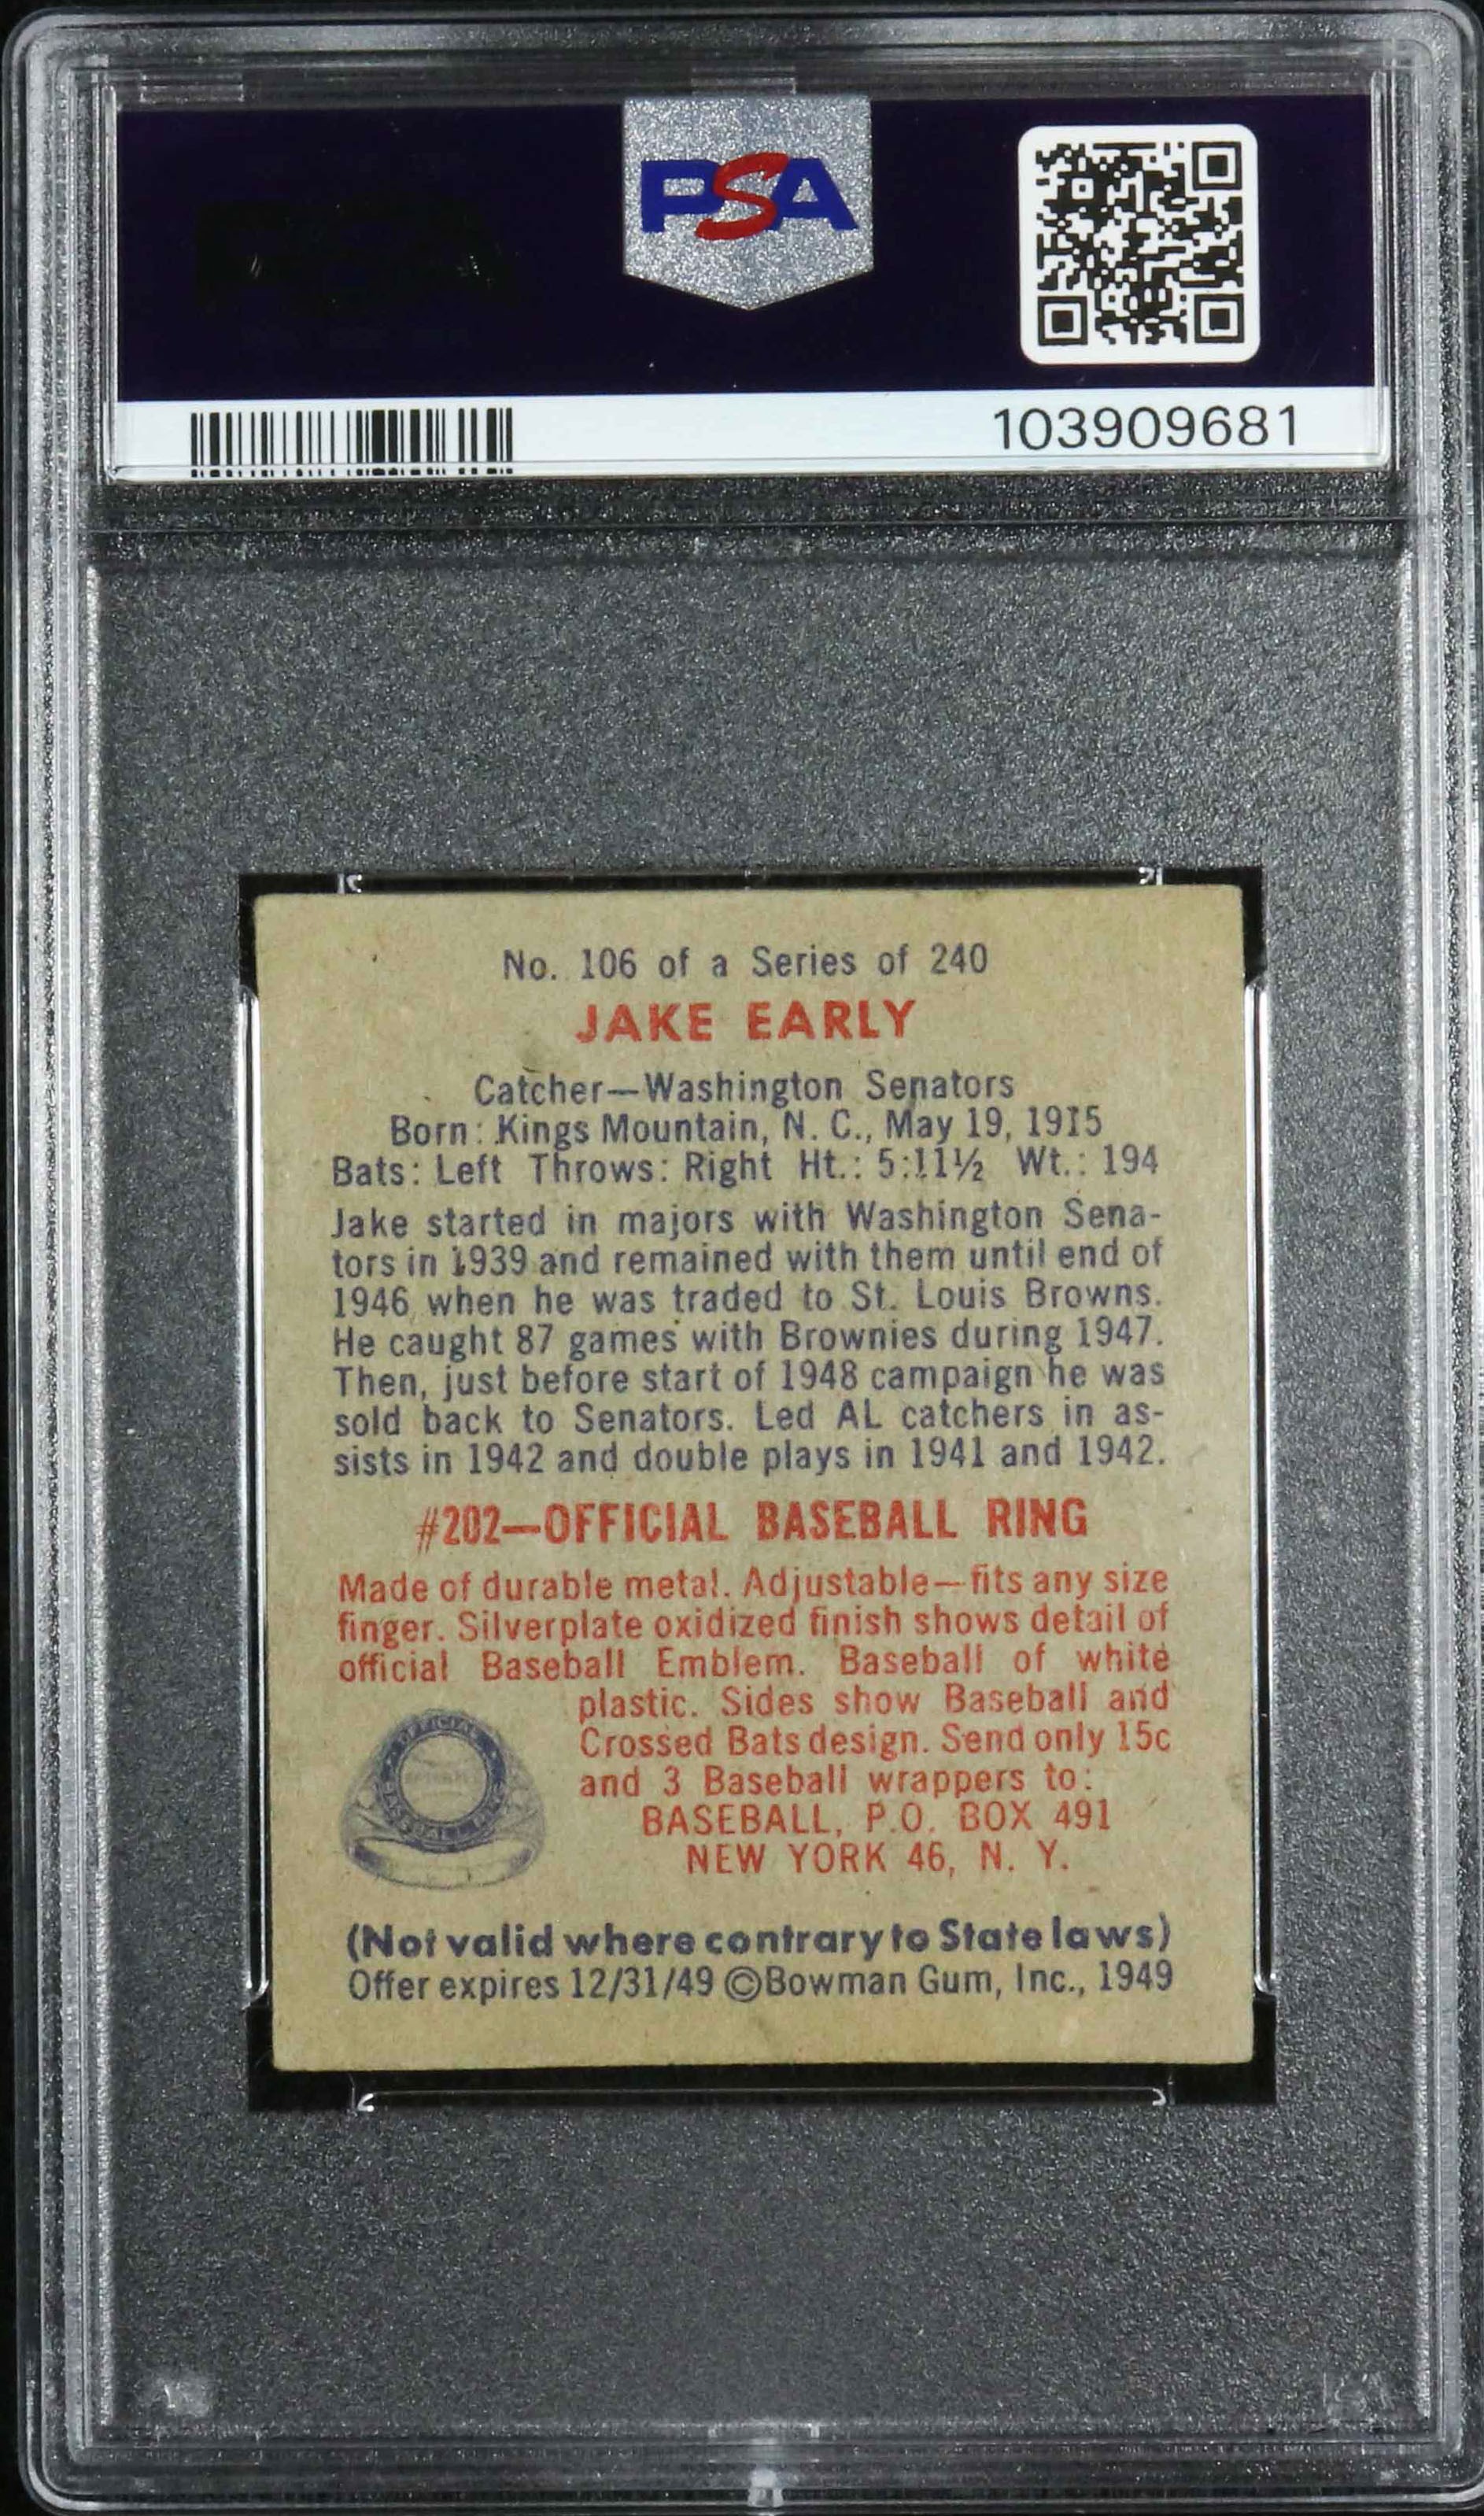 PSA
103909681
No. 106 of a Series of 240
JAKE EARLY
Catcher—Washington Senators
Born: Kings Mountain, N. C., May 19, 1915
Bats: Left Throws: Right Ht.: 5:11½ Wt.: 194
Jake started in majors with Washington Sena-
tors in 1939 and remained with them until end of
1946 when he was traded to St. Louis Browns.
He caught 87 games with Brownies during 1947.
Then, just before start of 1948 campaign he was
sold back to Senators. Led AL catchers in as-
sists in 1942 and double plays in 1941 and 1942.
#202—OFFICIAL BASEBALL RING
Made of durable metal. Adjustable—fits any size
finger. Silverplate oxidized finish shows detail of
official Baseball Emblem. Baseball of white
plastic. Sides show Baseball and
Crossed Bats design. Send only 15c
and 3 Baseball wrappers to:
BASEBALL, P.O. BOX 491
NEW YORK 46, N. Y.
OFFICIAL
BASEBALL
(Not valid where contrary to State laws)
Offer expires 12/31/49 ©Bowman Gum, Inc., 1949